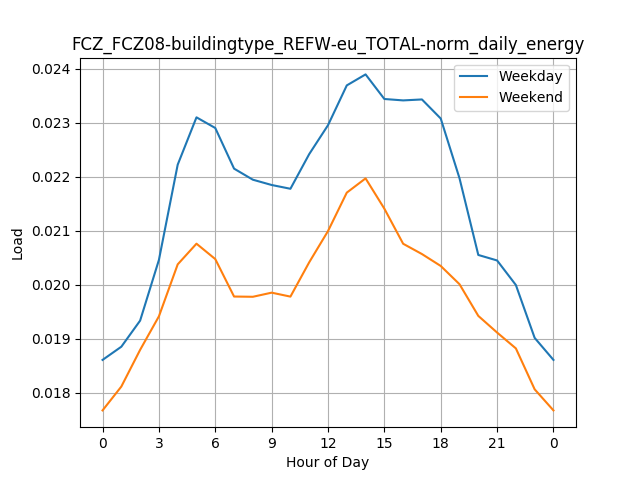 FCZ_FCZ08-buildingtype_REFW-eu_TOTAL-norm_daily_energy
Weekday
Weekend
0.024
0.023
0.022
0.021
0.020
0.019
0.018
Load
0 3 6 9 12 15 18 21 0
Hour of Day